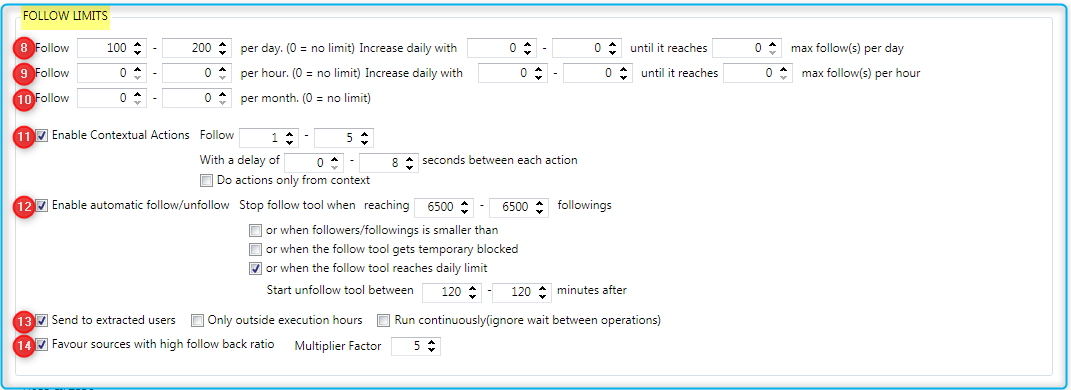 FOLLOW LIMITS
8 Follow 100 - 200 per day. (0 = no limit) Increase daily with 0 - 0 until it reaches 0 max follow(s) per day
9 Follow 0 - 0 per hour. (0 = no limit) Increase daily with 0 - 0 until it reaches 0 max follow(s) per hour
10 Follow 0 - 0 per month. (0 = no limit)
11 Enable Contextual Actions Follow 1 - 5
With a delay of 0 - 8 seconds between each action
Do actions only from context
12 Enable automatic follow/unfollow Stop follow tool when reaching 6500 - 6500 followings
or when followers/followings is smaller than
or when the follow tool gets temporary blocked
or when the follow tool reaches daily limit
Start unfollow tool between 120 - 120 minutes after
13 Send to extracted users Only outside execution hours Run continuously(ignore wait between operations)
14 Favour sources with high follow back ratio Multiplier Factor 5